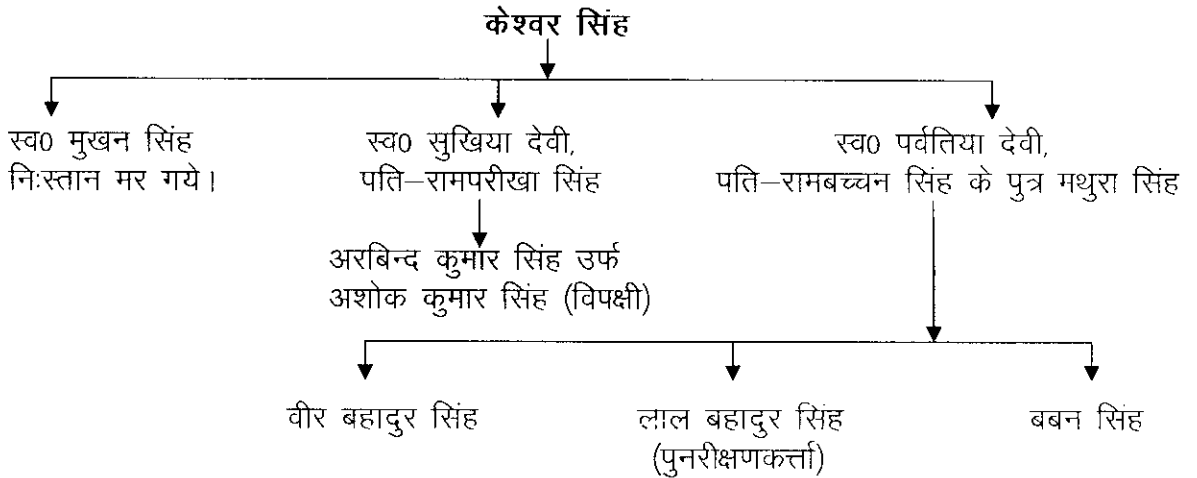 केश्वर सिंह
स्व0 मुखन सिंह
निःस्तान मर गये।
स्व0 सुखिया देवी,
पति–रामपरीखा सिंह
स्व0 पर्वतिया देवी,
पति–रामबच्चन सिंह के पुत्र मथुरा सिंह
अरबिन्द कुमार सिंह उर्फ
अशोक कुमार सिंह (विपक्षी)
वीर बहादुर सिंह
लाल बहादुर सिंह
(पुनरीक्षणकर्त्ता)
बबन सिंह